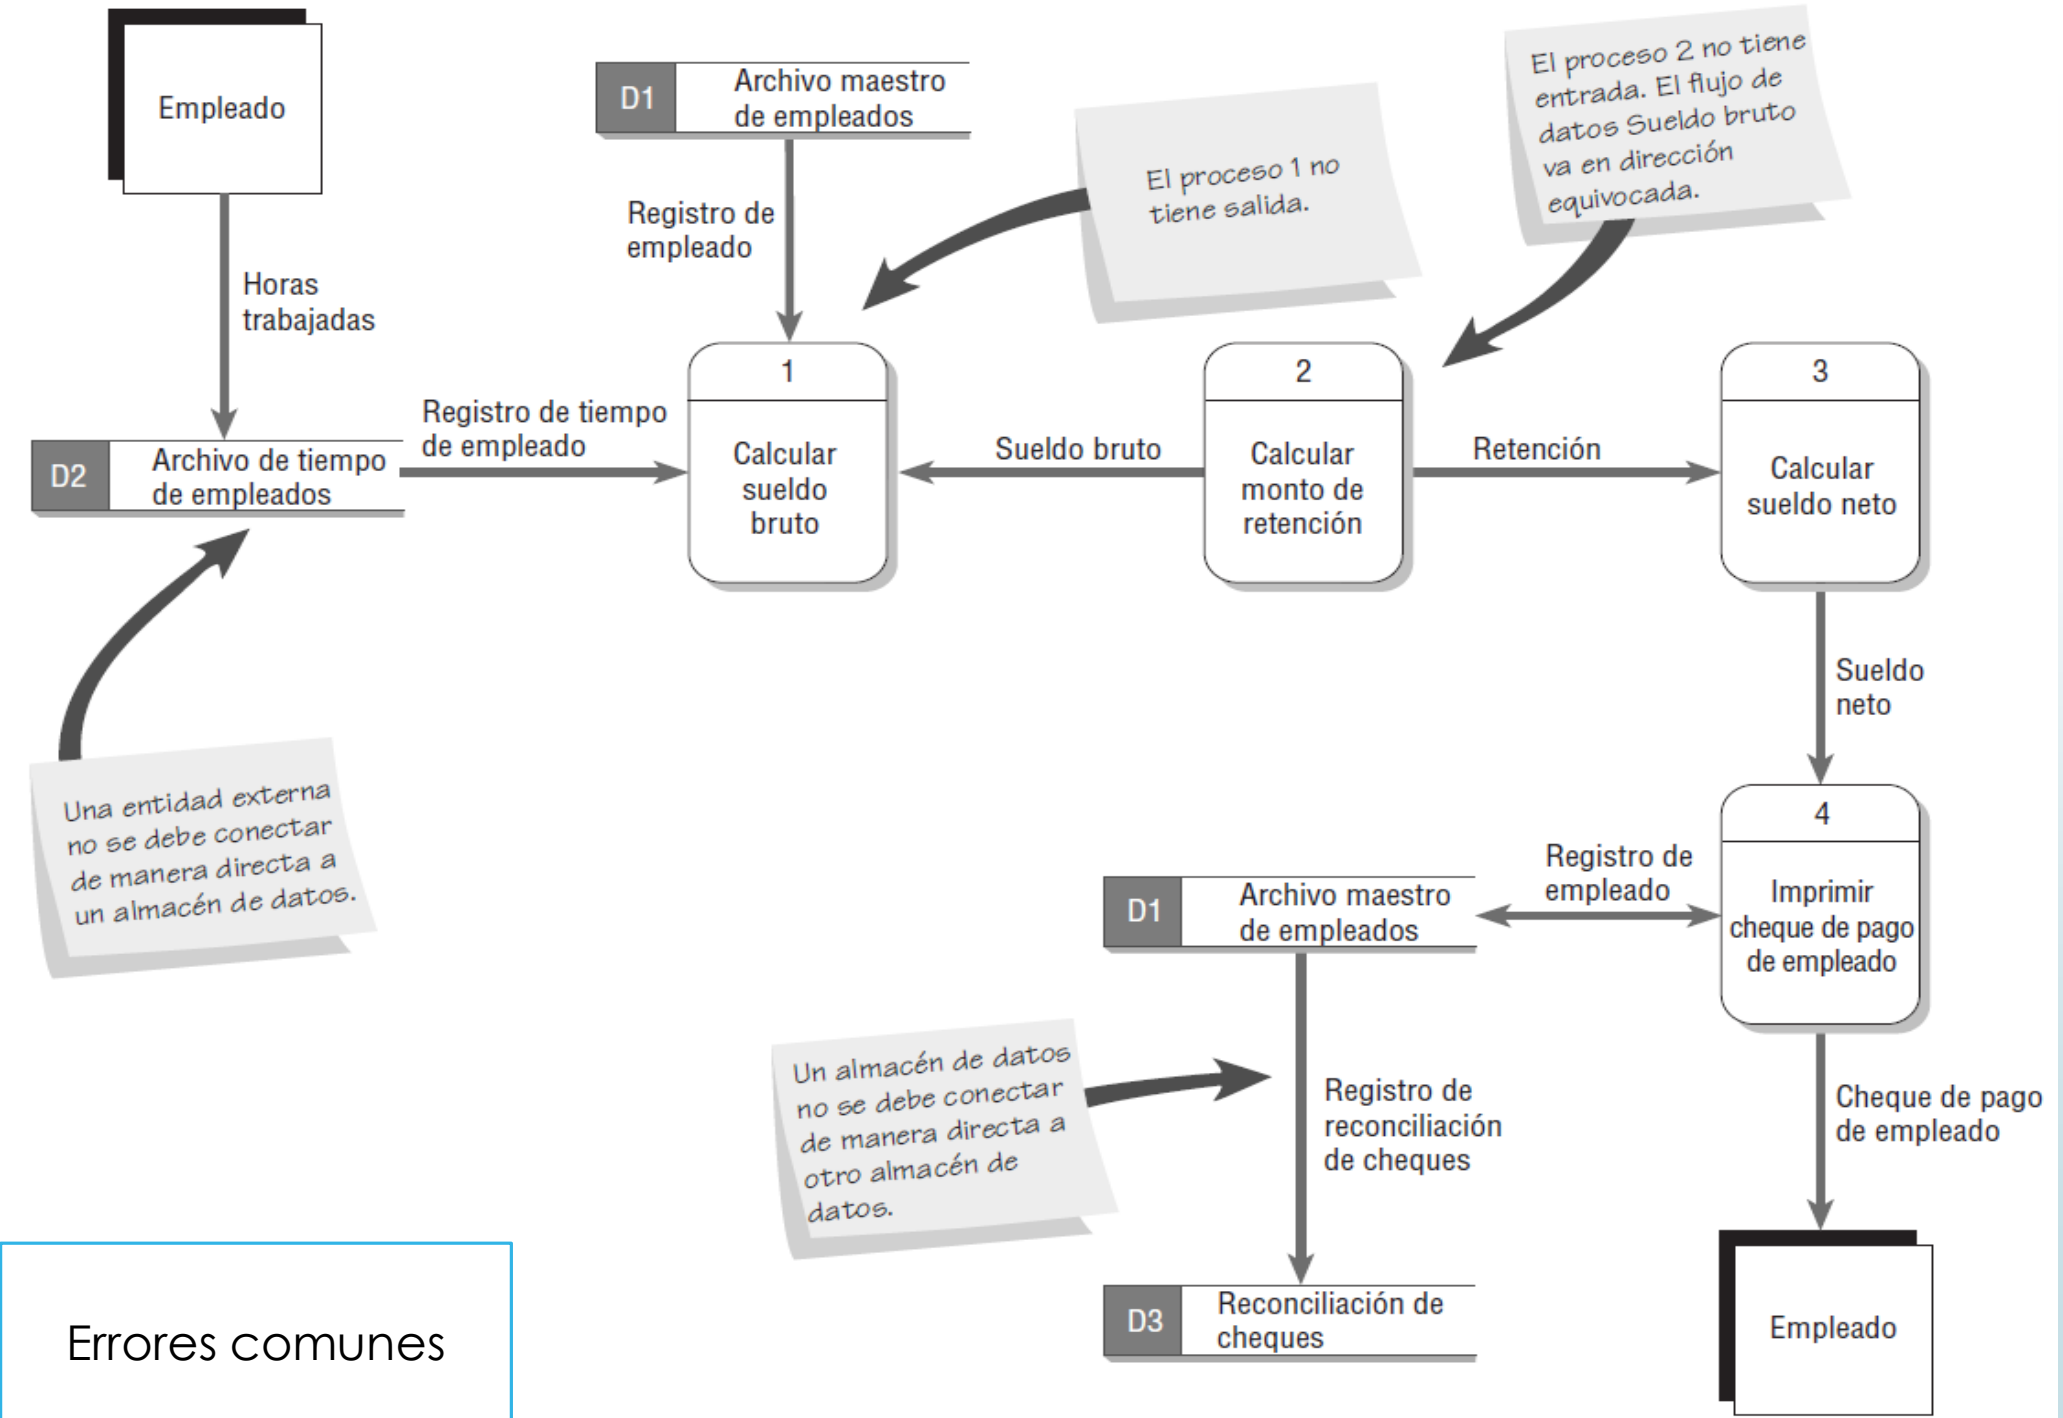 Empleado
D1
Archivo maestro
de empleados
El proceso 1 no
tiene salida.
El proceso 2 no tiene
entrada. El flujo de
datos Sueldo bruto
va en dirección
equivocada.
Registro de
empleado
Horas
trabajadas
D2
Archivo de tiempo
de empleados
Registro de tiempo
de empleado
1
Calcular
sueldo
bruto
Sueldo bruto
2
Calcular
monto de
retención
Retención
3
Calcular
sueldo neto
Sueldo
neto
Una entidad externa
no se debe conectar
de manera directa a
un almacén de datos.
4
Imprimir
cheque de pago
de empleado
Registro de
empleado
D1
Archivo maestro
de empleados
Un almacén de datos
no se debe conectar
de manera directa a
otro almacén de
datos.
Registro de
reconciliación
de cheques
Cheque de pago
de empleado
D3
Reconciliación de
cheques
Empleado
Errores comunes